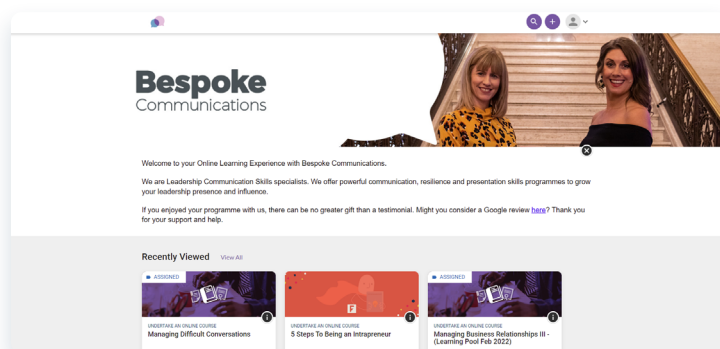 Bespoke
Communications
Welcome to your Online Learning Experience with Bespoke Communications.
We are Leadership Communication Skills specialists. We offer powerful communication, resilience and presentation skills programmes to grow
your leadership presence and influence.
If you enjoyed your programme with us, there can be no greater gift than a testimonial. Might you consider a Google review here? Thank you
for your support and help.
Recently Viewed View All
ASSIGNED
UNDERTAKE AN ONLINE COURSE
Managing Difficult Conversations
F
UNDERTAKE AN ONLINE COURSE
5 Steps To Being an Intrapreneur
ASSIGNED
UNDERTAKE AN ONLINE COURSE
Managing Business Relationships III -
(Learning Pool Feb 2022)